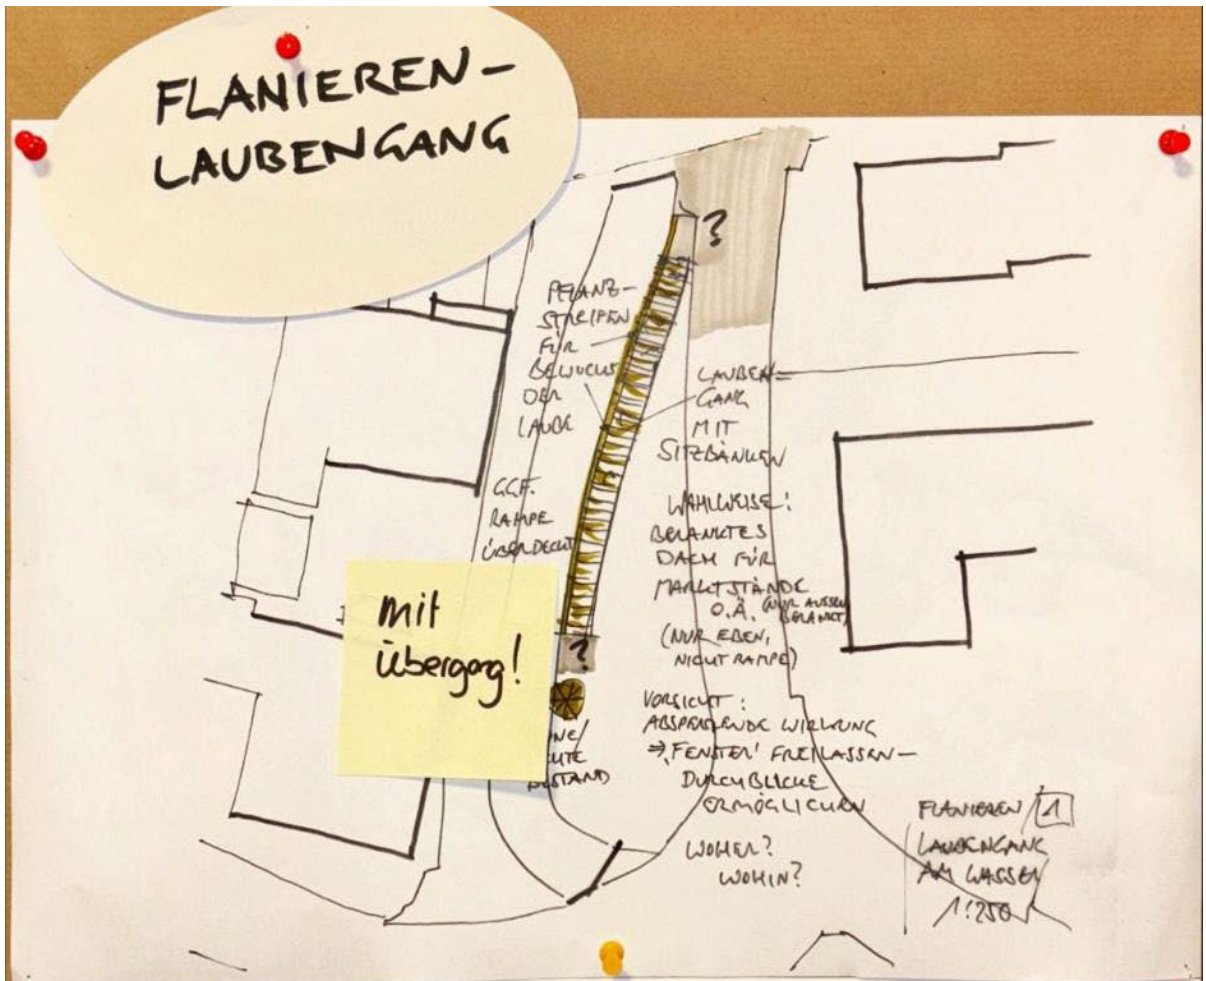 FLANIEREN-
LAUBENGANG
?
PFLANZ-
STREIFEN
FÜR
BEWUCHS
DER
LAUBE
LAUBEN-
GANG
MIT
SITZBÄNKEN
GGF.
RAMPE
ÜBERDECKT
WAHLWEISE:
BERANKTES
DACH FÜR
MARKTSTÄNDE
O.Ä. (NUR AUSSEN
BERANKT)
(NUR EBEN,
NICHT RAMPE)
mit
übergang!
?
VORSICHT:
ABSPERRENDE WIRKUNG
⇒ ‚FENSTER' FREILASSEN -
DURCHBLICKE
ERMÖGLICHEN
WOHER?
WOHIN?
FLANIEREN / 1
LAUBENGANG
AM WASSER
1:250